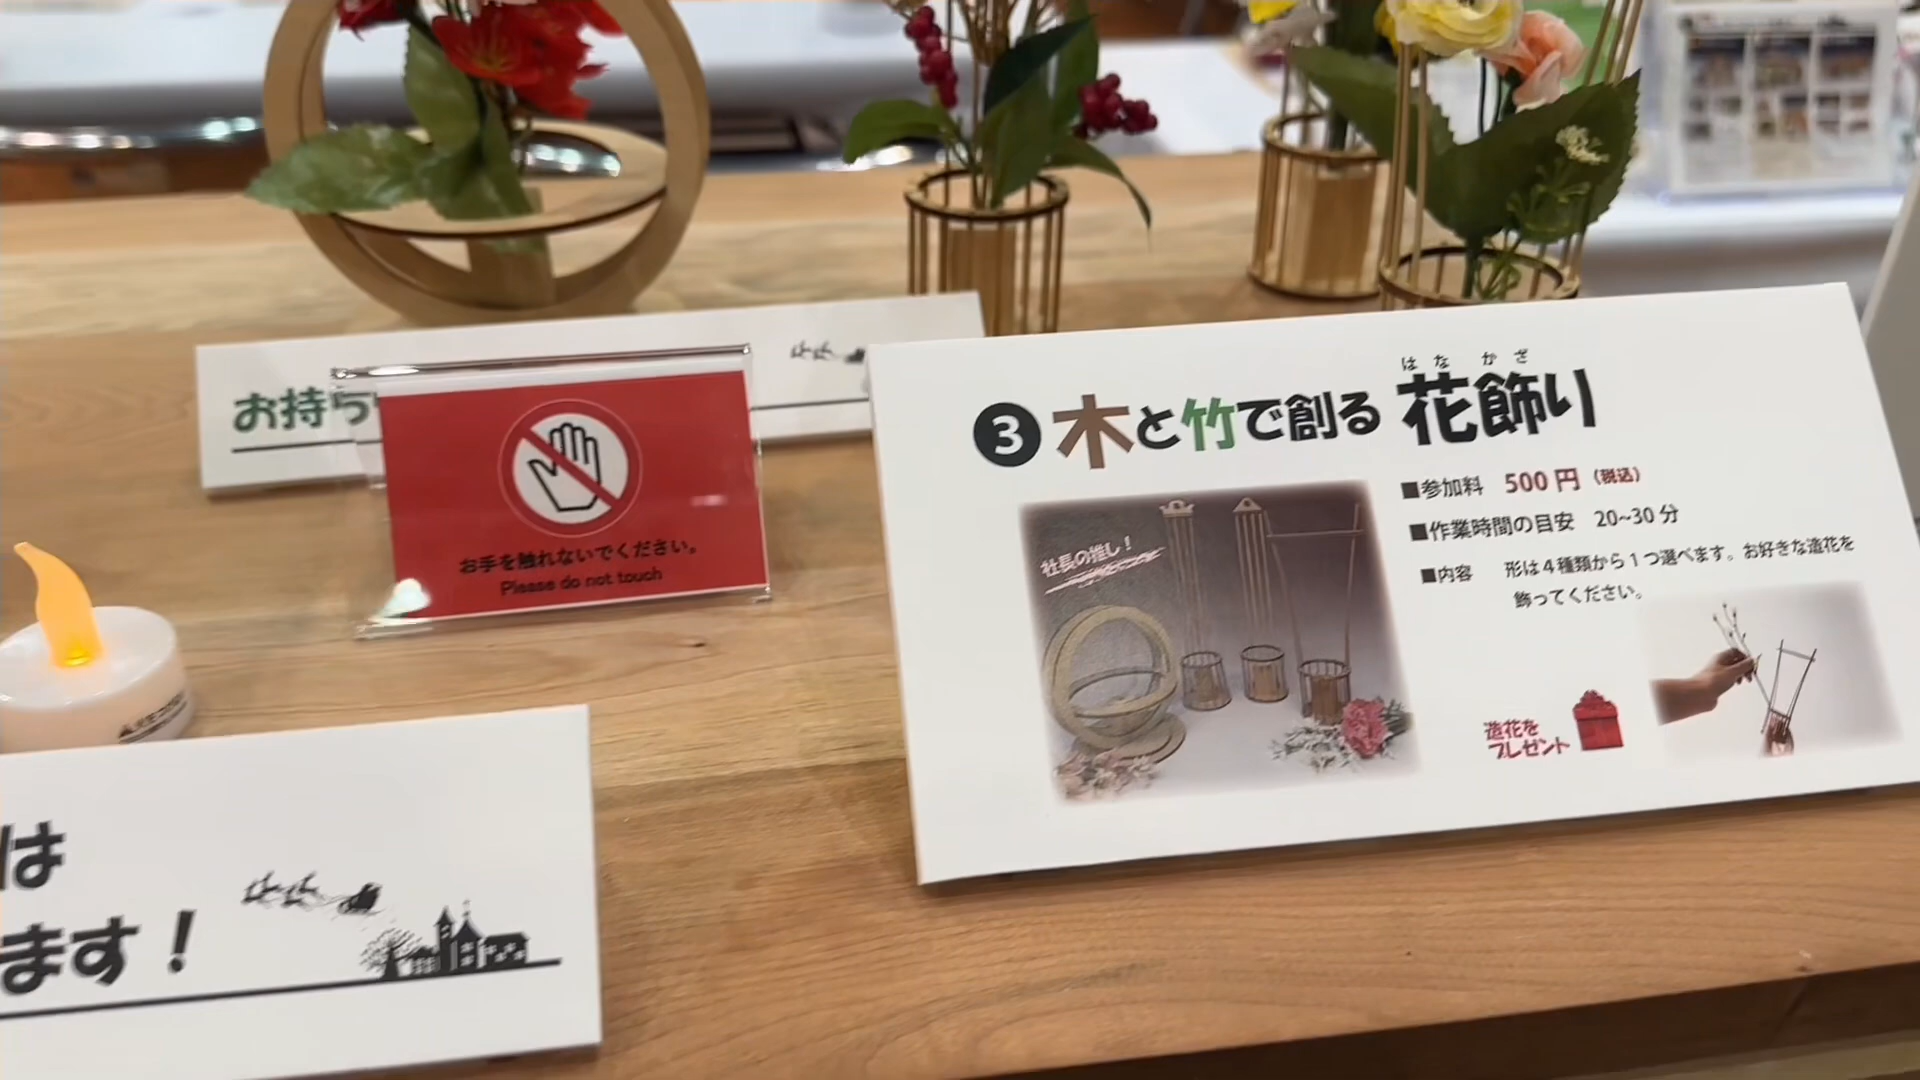 お持ち
お手を触れないでください。
Please do not touch
は
ます！
はな かざ
❸木と竹で創る 花飾り
■参加料 500円（税込）
■作業時間の目安 20~30分
■内容 形は４種類から１つ選べます。お好きな造花を
飾ってください。
社長の推し！
造花を
プレゼント